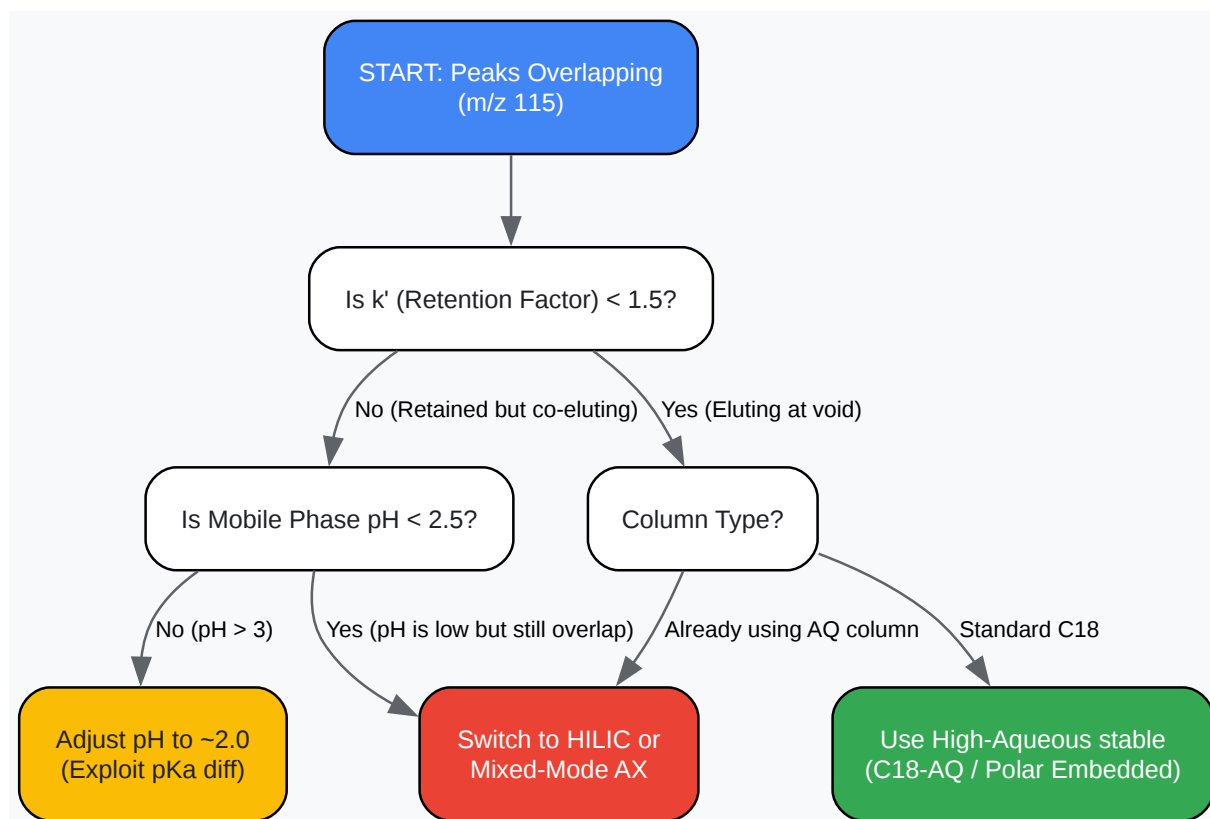 START: Peaks Overlapping
(m/z 115)
Is k' (Retention Factor) < 1.5?
No (Retained but co-eluting)
Yes (Eluting at void)
Is Mobile Phase pH < 2.5?
Column Type?
No (pH > 3)
Yes (pH is low but still overlap)
Already using AQ column
Standard C18
Adjust pH to ~2.0
(Exploit pKa diff)
Switch to HILIC or
Mixed-Mode AX
Use High-Aqueous stable
(C18-AQ / Polar Embedded)